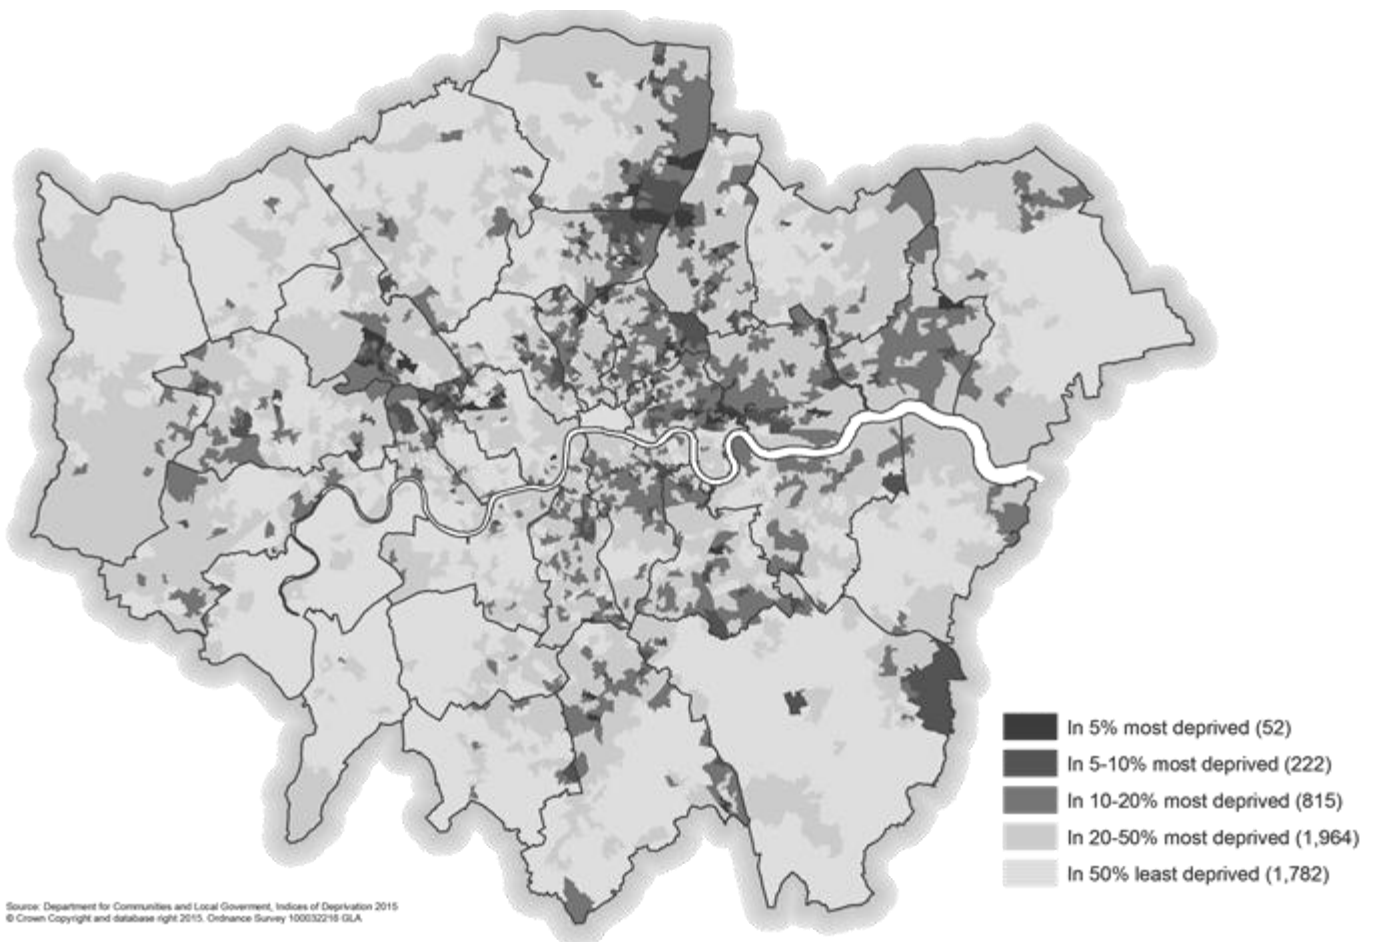 In 5% most deprived (52)
In 5-10% most deprived (222)
In 10-20% most deprived (815)
In 20-50% most deprived (1,964)
In 50% least deprived (1,782)
Source: Department for Communities and Local Goverment, Indices of Deprivation 2015
© Crown Copyright and database right 2015. Ordnance Survey 100032216 GLA